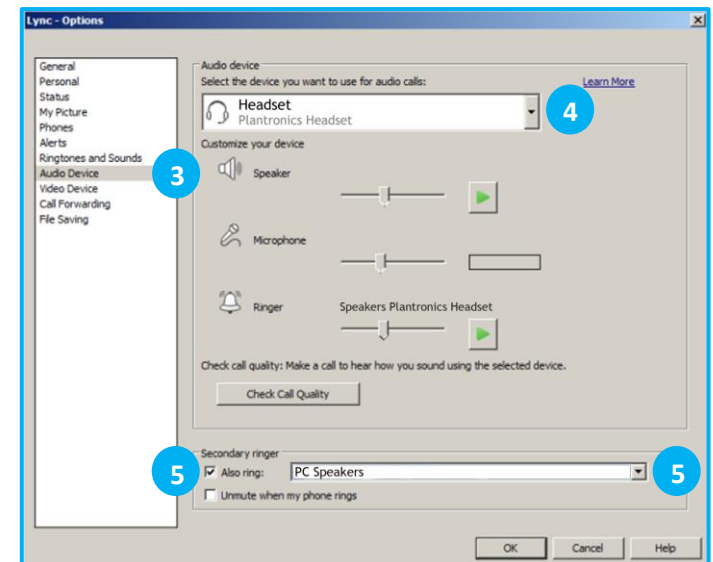 Lync - Options
General
Personal
Status
My Picture
Phones
Alerts
Ringtones and Sounds
Audio Device
Video Device
Call Forwarding
File Saving
3
Audio device
Select the device you want to use for audio calls:
Learn More
Headset
Plantronics Headset
4
Customize your device
Speaker
Microphone
Ringer
Speakers Plantronics Headset
Check call quality: Make a call to hear how you sound using the selected device.
Check Call Quality
Secondary ringer
5
Also ring:
PC Speakers
5
Unmute when my phone rings
OK
Cancel
Help